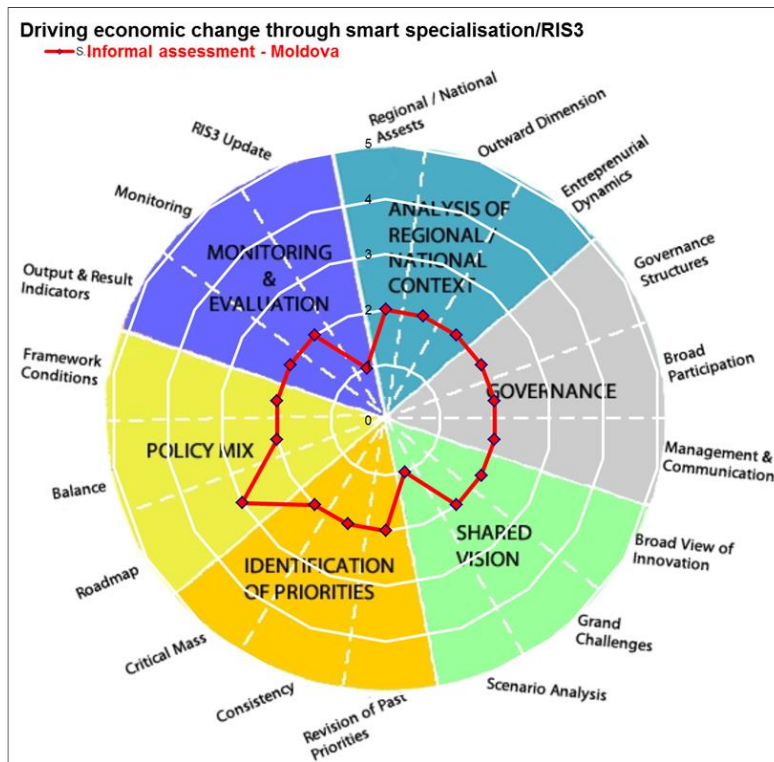 Driving economic change through smart specialisation/RIS3
S.Informal assessment - Moldova
Regional / National
Assests
Outward Dimension
Entreprenurial
Dynamics
Governance
Structures
Broad
Participation
Management &
Communication
Broad View of
Innovation
Grand
Challenges
Scenario Analysis
Revision of Past
Priorities
Consistency
Critical Mass
Roadmap
Balance
Framework
Conditions
Output & Result
Indicators
Monitoring
RIS3 Update
5
4
3
2
0
ANALYSIS OF
REGIONAL /
NATIONAL
CONTEXT
GOVERNANCE
SHARED
VISION
IDENTIFICATION
OF PRIORITIES
POLICY MIX
MONITORING
&
EVALUATION